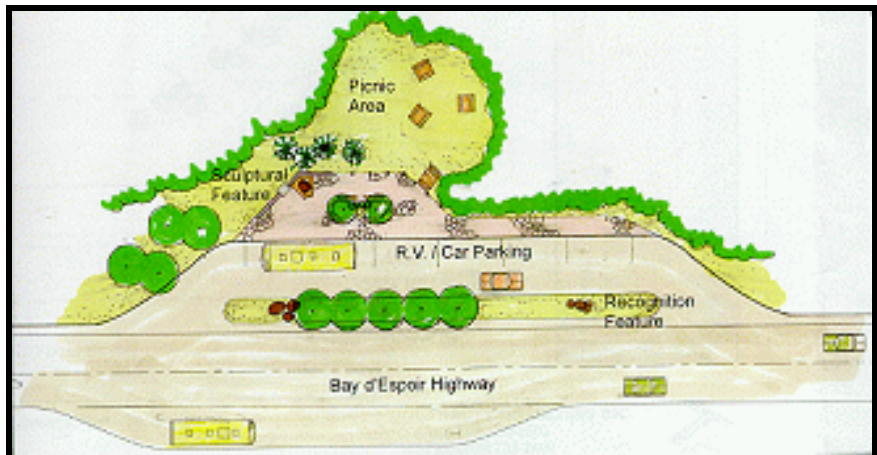 Picnic
Area
Sculptural
Feature
R.V. / Car Parking
Recognition
Feature
Bay d'Espoir Highway